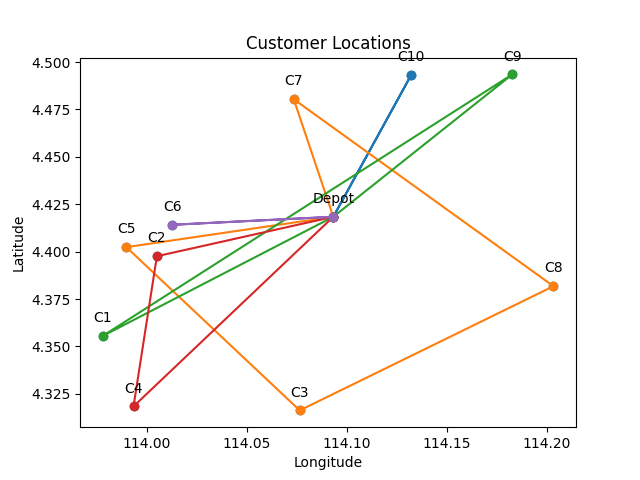 Customer Locations
4.500
4.475
4.450
4.425
4.400
4.375
4.350
4.325
Latitude
C10
C9
C7
Depot
C6
C5
C2
C8
C1
C4
C3
114.00
114.05
114.10
114.15
114.20
Longitude